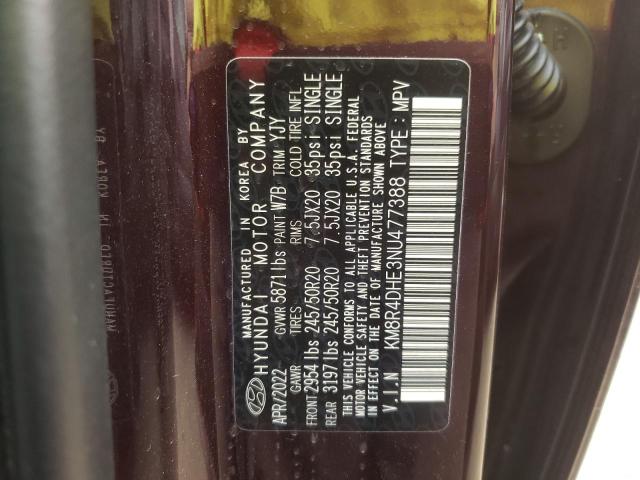 MANUFACTURED IN KOREA BY
HYUNDAI MOTOR COMPANY
APR/2022 GVWR 5871 lbs PAINT W7B TRIM YJY
GAWR TIRES RIMS COLD TIRE INFL
FRONT 2954 lbs 245/50R20 7.5JX20 35psi SINGLE
REAR 3197 lbs 245/50R20 7.5JX20 35psi SINGLE
THIS VEHICLE CONFORMS TO ALL APPLICABLE U.S.A. FEDERAL
MOTOR VEHICLE SAFETY AND THEFT PREVENTION STANDARDS
IN EFFECT ON THE DATE OF MANUFACTURE SHOWN ABOVE
V.I.N KM8R4DHE3NU477388 TYPE : MPV